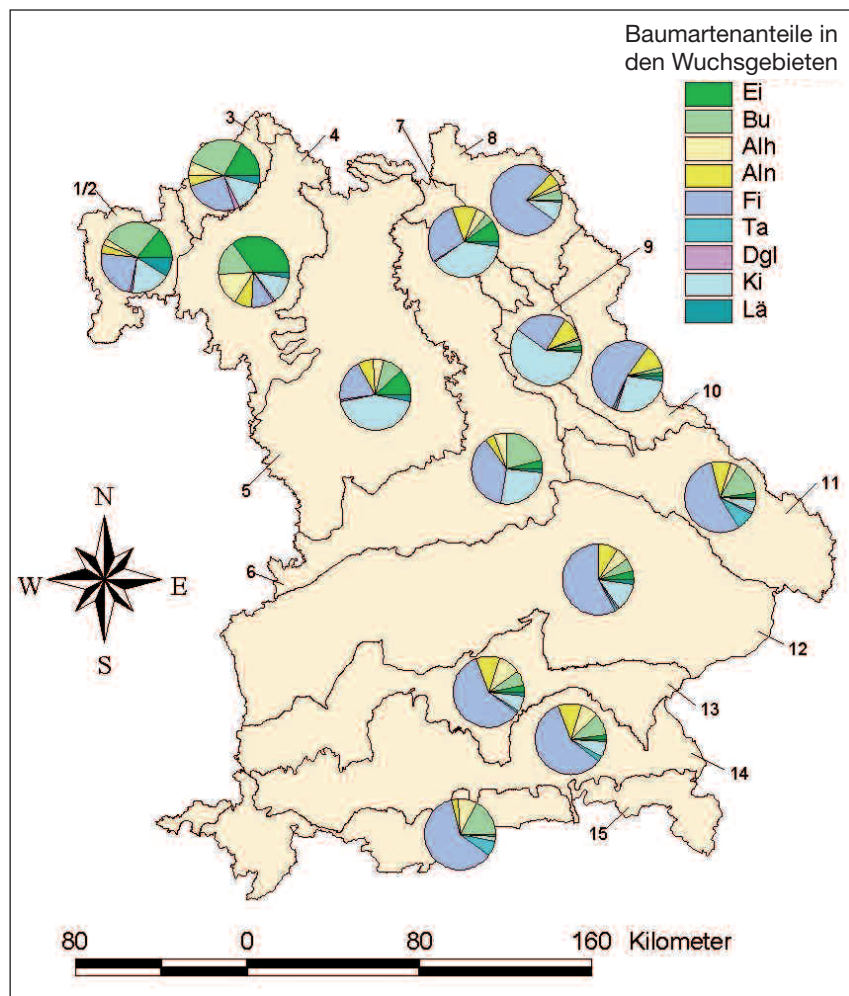 Baumartenanteile in
den Wuchsgebieten
Ei
Bu
Alh
Aln
Fi
Ta
Dgl
Ki
Lä
3
4
7
8
1/2
9
10
5
11
6
12
13
14
15
N
W E
S
80 0 80 160 Kilometer